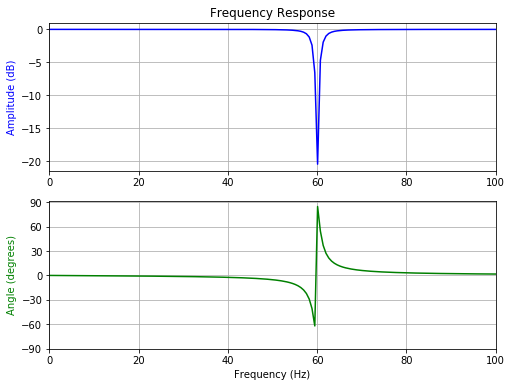 Frequency Response
Amplitude (dB)
0
−5
−10
−15
−20
0 20 40 60 80 100
Angle (degrees)
90
60
30
0
−30
−60
−90
0 20 40 60 80 100
Frequency (Hz)